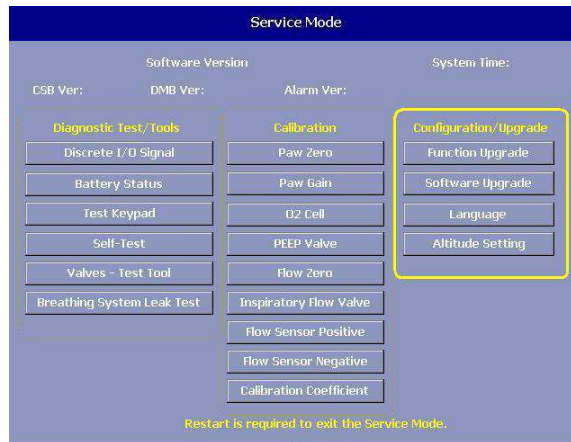 Service Mode
Software Version
System Time:
CSB Ver:
DMB Ver:
Alarm Ver:
Diagnostic Test/Tools
Discrete I/O Signal
Battery Status
Test Keypad
Self-Test
Valves - Test Tool
Breathing System Leak Test
Calibration
Paw Zero
Paw Gain
O2 Cell
PEEP Valve
Flow Zero
Inspiratory Flow Valve
Flow Sensor Positive
Flow Sensor Negative
Calibration Coefficient
Configuration/Upgrade
Function Upgrade
Software Upgrade
Language
Altitude Setting
Restart is required to exit the Service Mode.